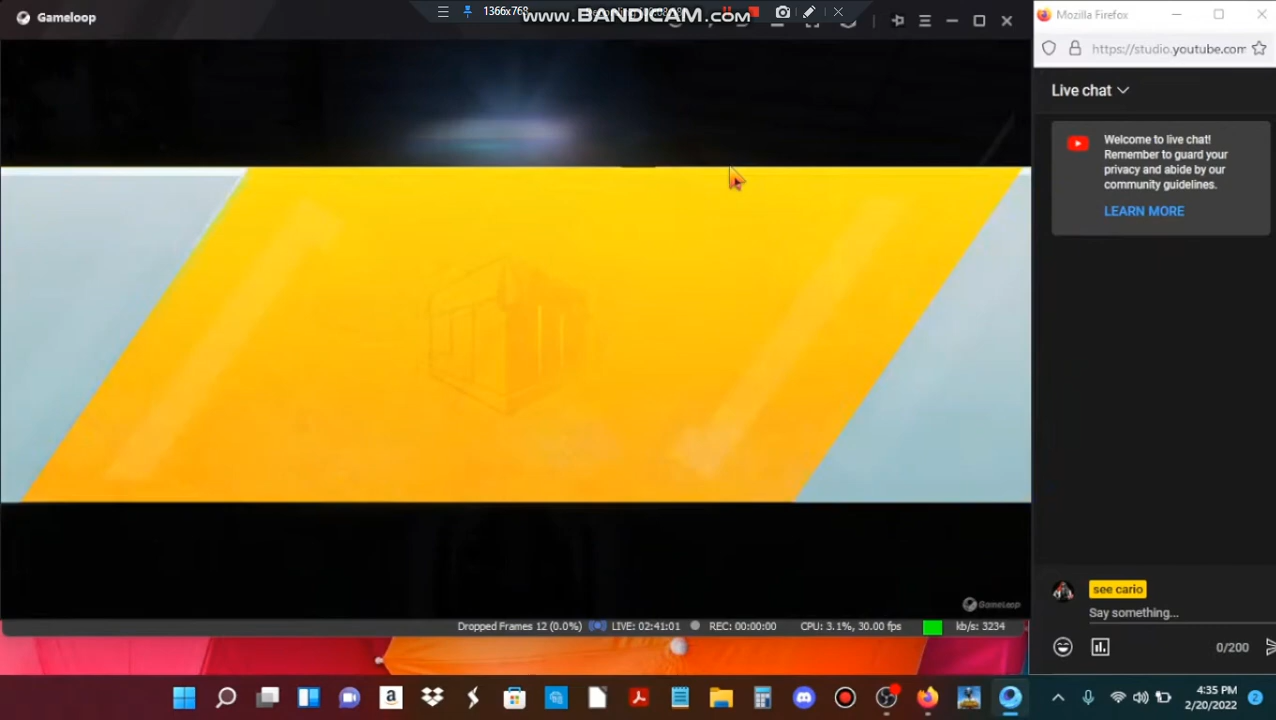 Gameloop
1366x768
www.BANDICAM.com
Mozilla Firefox
https://studio.youtube.com
Live chat
Welcome to live chat!
Remember to guard your
privacy and abide by our
community guidelines.
LEARN MORE
see cario
Say something...
0/200
GameLoop
Dropped Frames 12 (0.0%)
LIVE: 02:41:01
REC: 00:00:00
CPU: 3.1%, 30.00 fps
kb/s: 3234
4:35 PM
2/20/2022
2